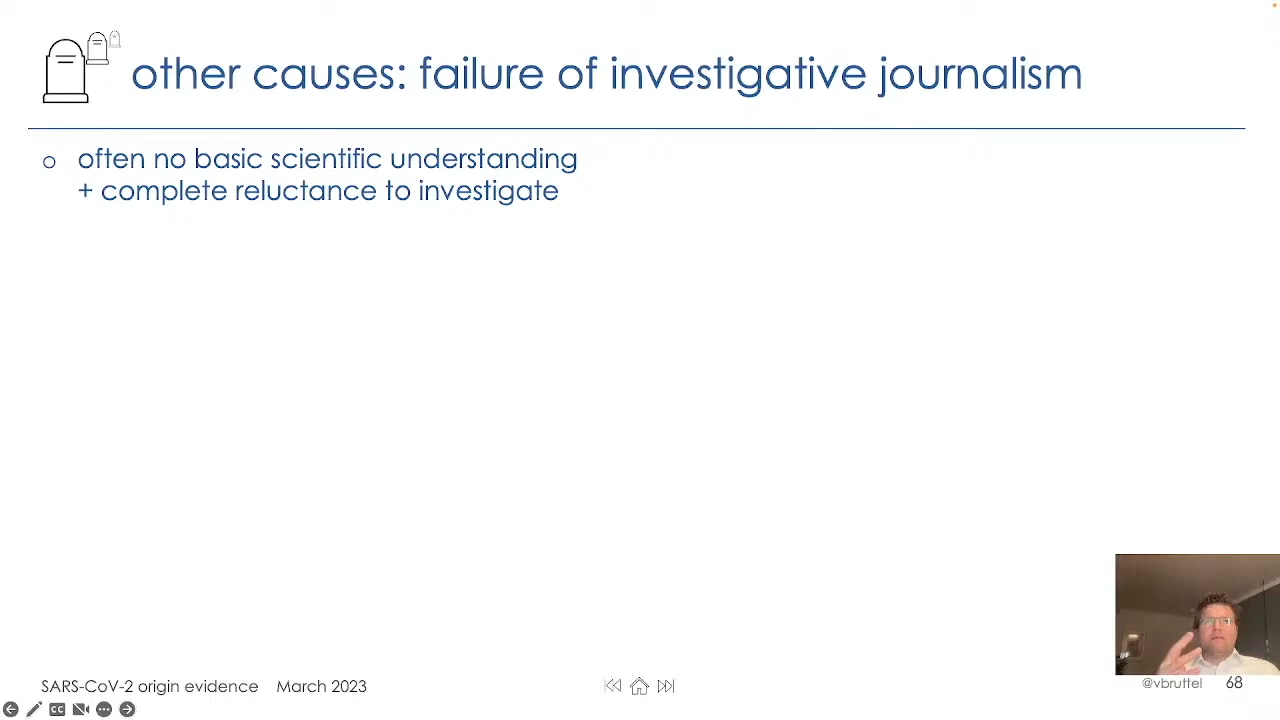 other causes: failure of investigative journalism
often no basic scientific understanding
+ complete reluctance to investigate
SARS-CoV-2 origin evidence March 2023
@vbruttel 68
CC